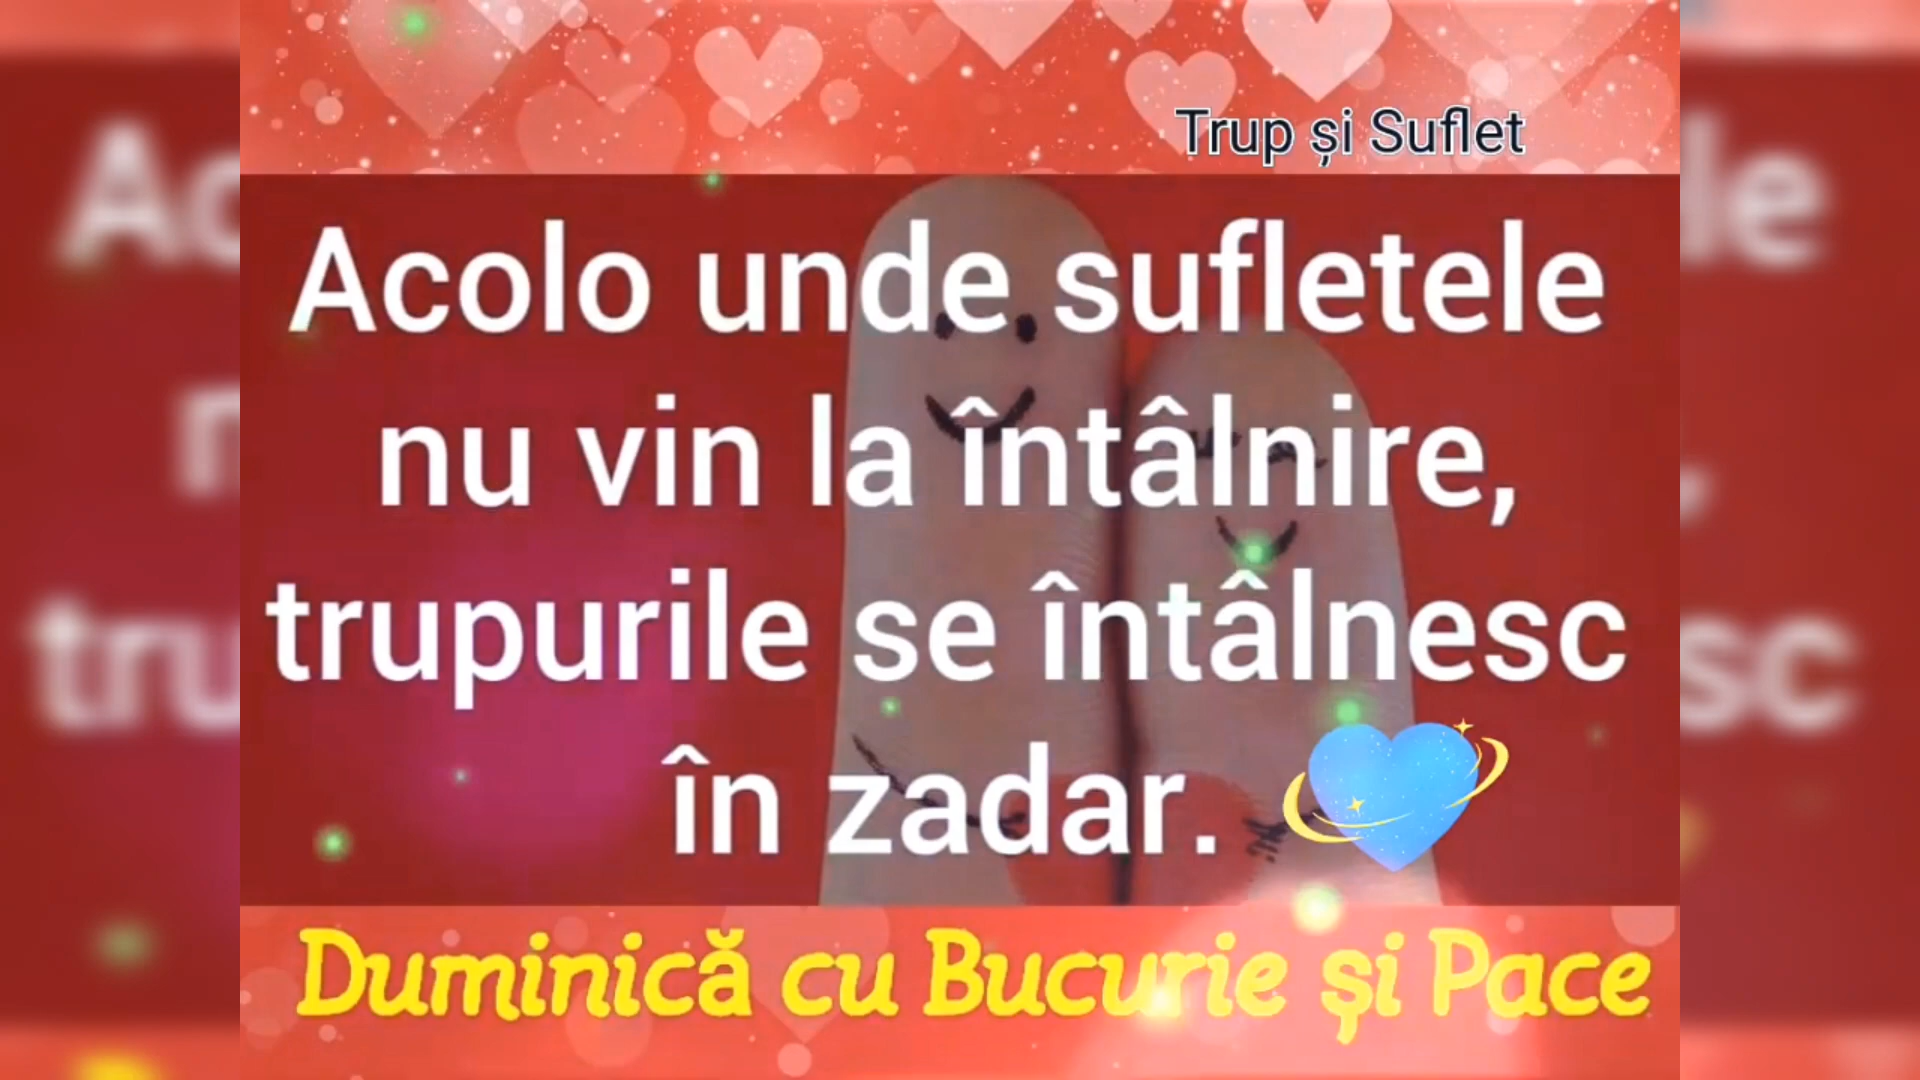 Trup și Suflet
Acolo unde sufletele
nu vin la întâlnire,
trupurile se întâlnesc
în zadar.
Duminică cu Bucurie și Pace